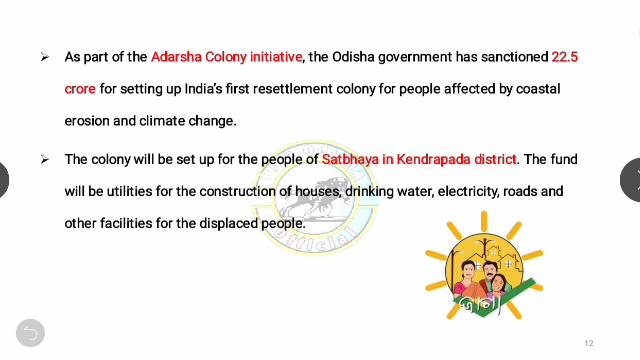 ➢ As part of the Adarsha Colony initiative, the Odisha government has sanctioned 22.5
crore for setting up India's first resettlement colony for people affected by coastal
erosion and climate change.
➢ The colony will be set up for the people of Satbhaya in Kendrapada district. The fund
will be utilities for the construction of houses, drinking water, electricity, roads and
other facilities for the displaced people.
official
ଜାଗା
12